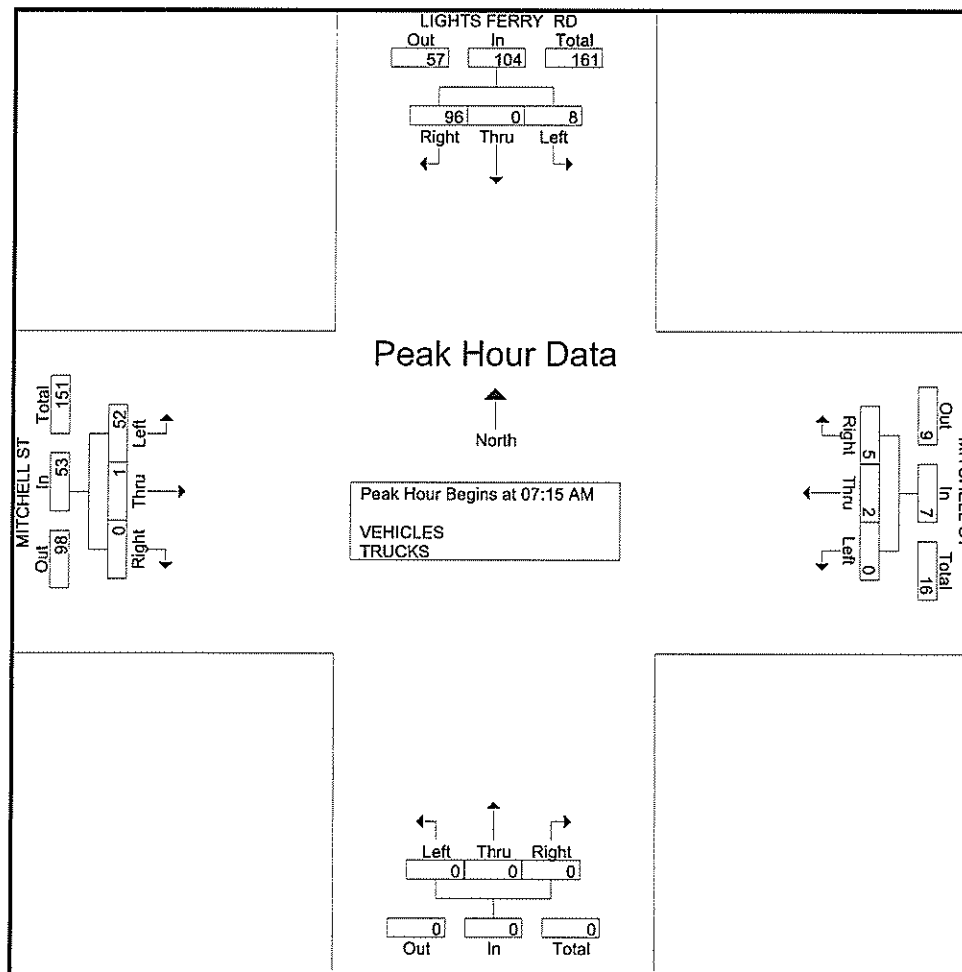 LIGHTS FERRY RD
Out In Total
57 104 161
96 0 8
Right Thru Left
Peak Hour Data
North
Peak Hour Begins at 07:15 AM
VEHICLES
TRUCKS
MITCHELL ST
Total In Out
151 53 98
52 1 0
Left Thru Right
Out In Total
9 7 16
5 2 0
Right Thru Left
Left Thru Right
0 0 0
0 0 0
Out In Total